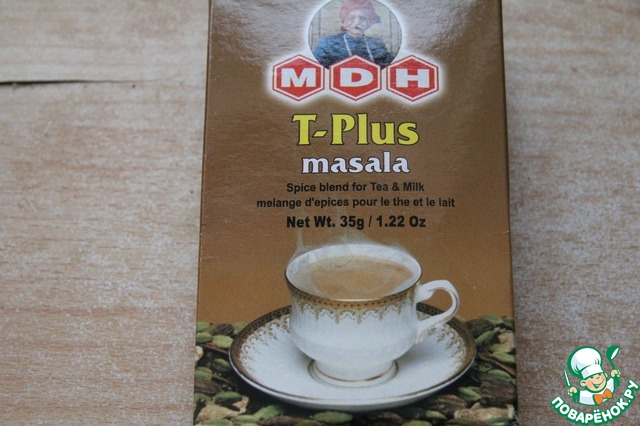 MDH
T-Plus
masala
Spice blend for Tea & Milk
melange d'epices pour le the et le lait
Net Wt. 35g / 1.22 Oz
ПОВАРЁНОК.РУ